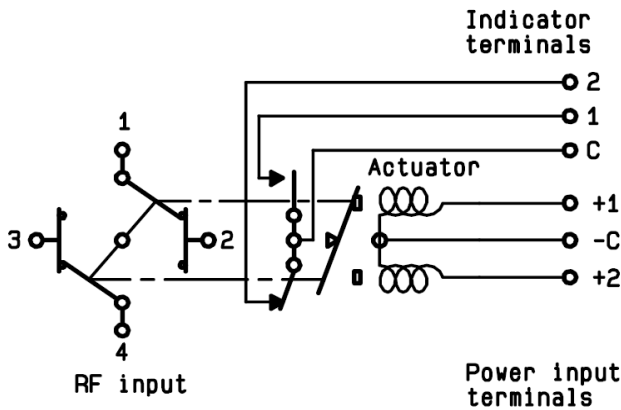 Indicator
terminals
2
1
1
C
Actuator
+1
3
2
-C
+2
4
RF input
Power input
terminals